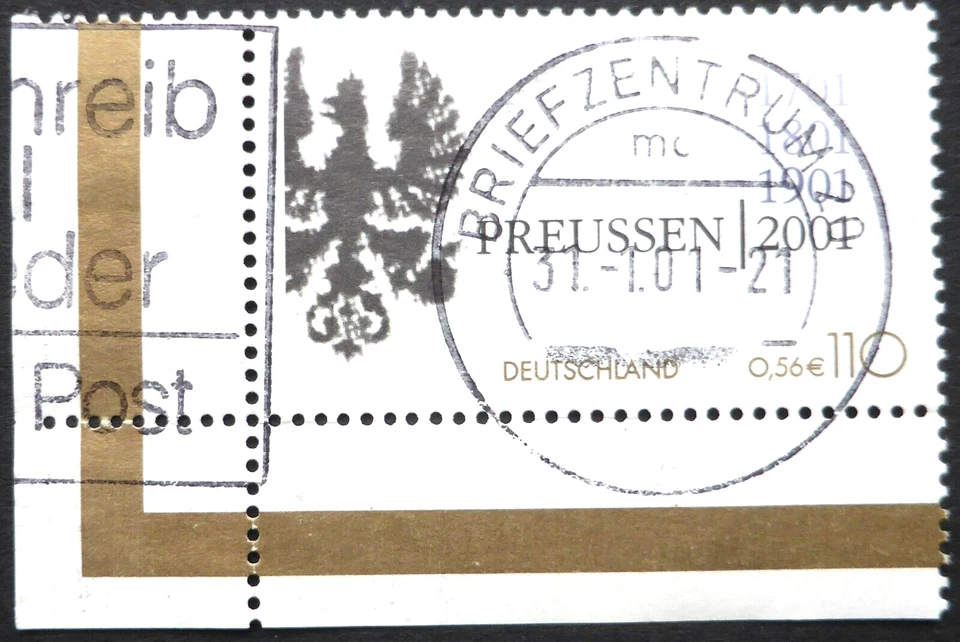 hreib
der
Post
BRIEFZENTRUM
mc
31.-1.01-21
1701
1801
1901
PREUSSEN | 2001
DEUTSCHLAND
0,56€ 110